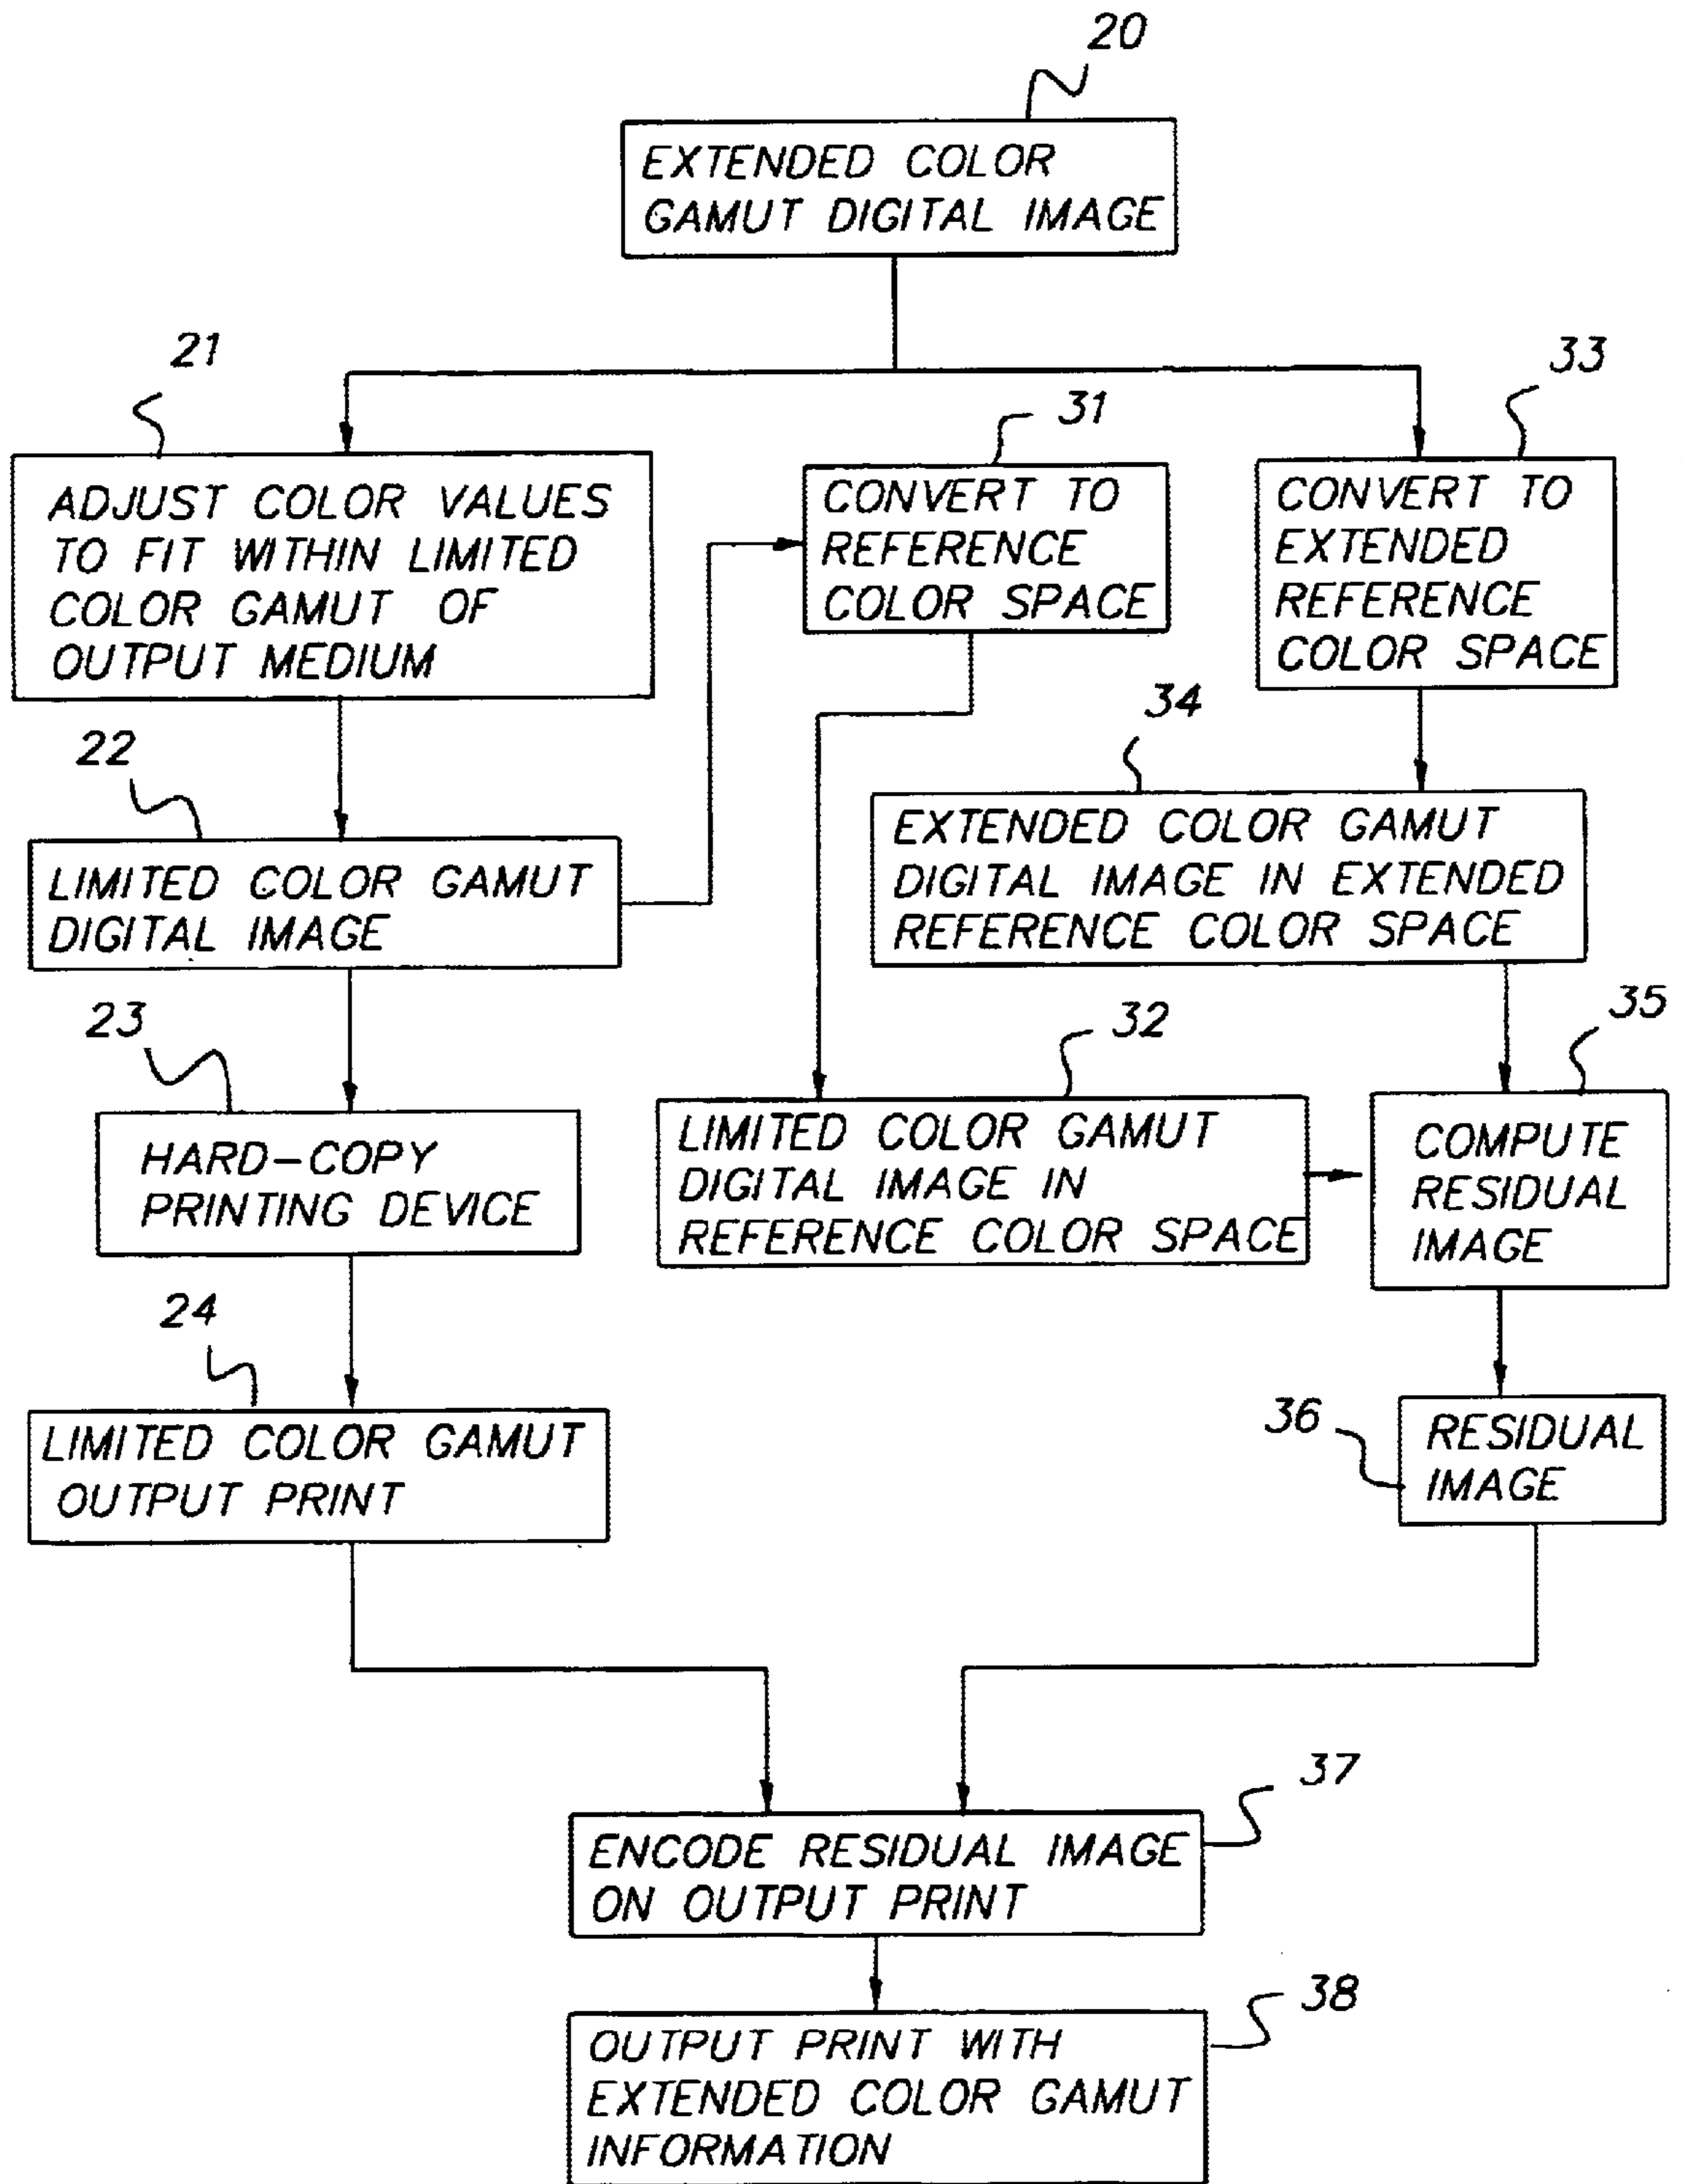 20
EXTENDED COLOR
GAMUT DIGITAL IMAGE
21
ADJUST COLOR VALUES
TO FIT WITHIN LIMITED
COLOR GAMUT OF
OUTPUT MEDIUM
31
CONVERT TO
REFERENCE
COLOR SPACE
33
CONVERT TO
EXTENDED
REFERENCE
COLOR SPACE
22
LIMITED COLOR GAMUT
DIGITAL IMAGE
34
EXTENDED COLOR GAMUT
DIGITAL IMAGE IN EXTENDED
REFERENCE COLOR SPACE
23
HARD-COPY
PRINTING DEVICE
32
LIMITED COLOR GAMUT
DIGITAL IMAGE IN
REFERENCE COLOR SPACE
35
COMPUTE
RESIDUAL
IMAGE
24
LIMITED COLOR GAMUT
OUTPUT PRINT
36
RESIDUAL
IMAGE
37
ENCODE RESIDUAL IMAGE
ON OUTPUT PRINT
38
OUTPUT PRINT WITH
EXTENDED COLOR GAMUT
INFORMATION